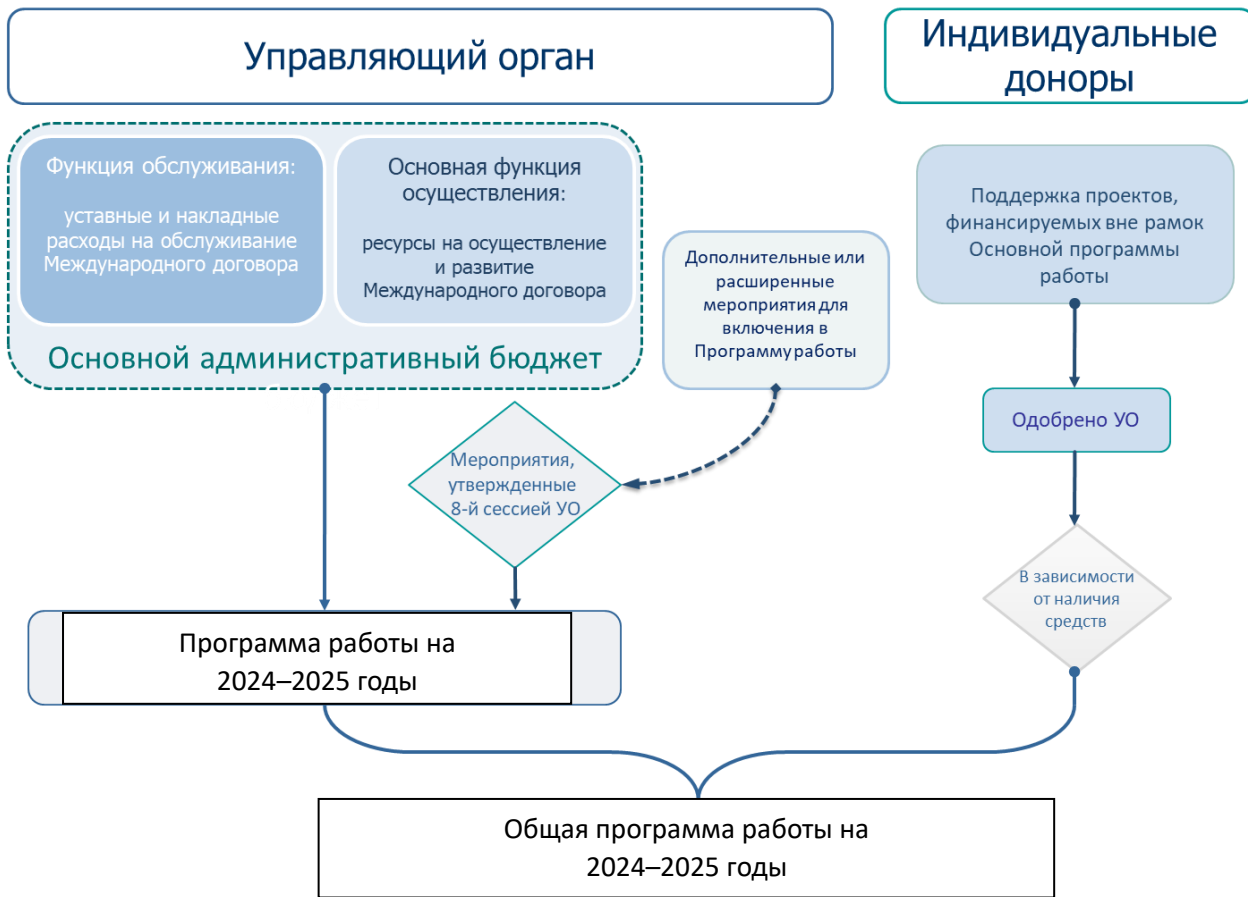 Управляющий орган
Индивидуальные
доноры
Функция обслуживания:
уставные и накладные
расходы на обслуживание
Международного договора
Основная функция
осуществления:
ресурсы на осуществление
и развитие
Международного договора
Основной административный бюджет
Дополнительные или
расширенные
мероприятия для
включения в
Программу работы
Поддержка проектов,
финансируемых вне рамок
Основной программы
работы
Одобрено УО
Мероприятия,
утвержденные
8-й сессией УО
В зависимости
от наличия
средств
Программа работы на
2024–2025 годы
Общая программа работы на
2024–2025 годы